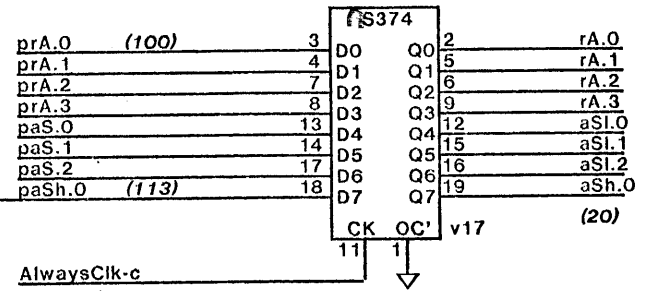 S374
prA.0 (100) 3 D0 Q0 2 rA.0
prA.1 4 D1 Q1 5 rA.1
prA.2 7 D2 Q2 6 rA.2
prA.3 8 D3 Q3 9 rA.3
paS.0 13 D4 Q4 12 aSl.0
paS.1 14 D5 Q5 15 aSl.1
paS.2 17 D6 Q6 16 aSl.2
paSh.0 (113) 18 D7 Q7 19 aSh.0
(20)
CK OC' v17
11 1
AlwaysClk-c